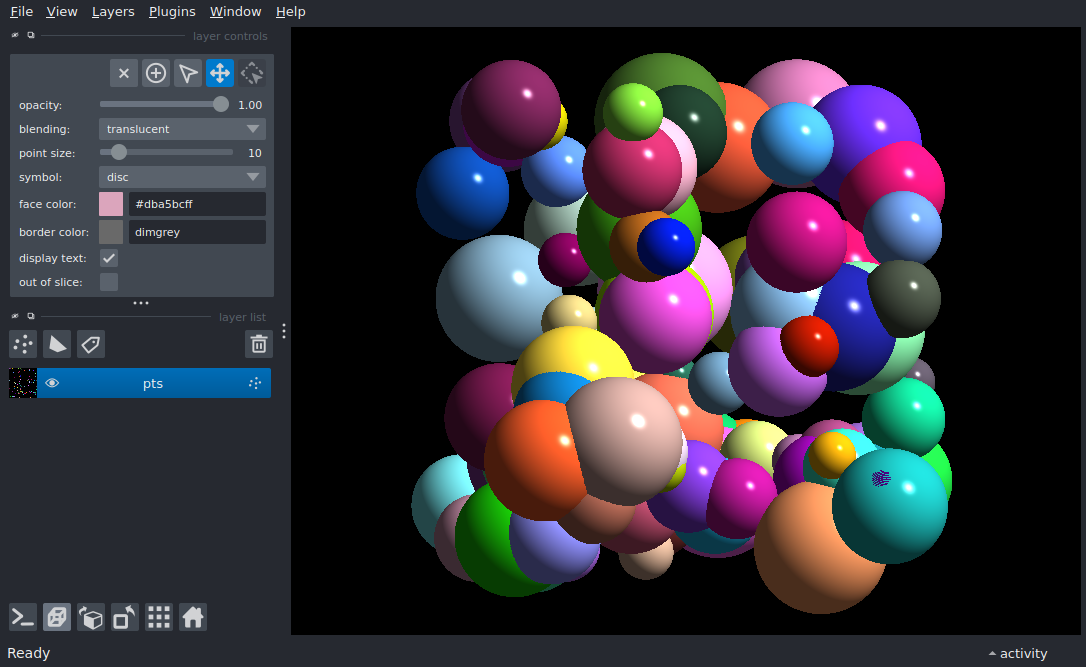 File View Layers Plugins Window Help
layer controls
opacity: 1.00
blending: translucent
point size: 10
symbol: disc
face color: #dba5bcff
border color: dimgrey
display text:
out of slice:
layer list
pts
Ready
activity